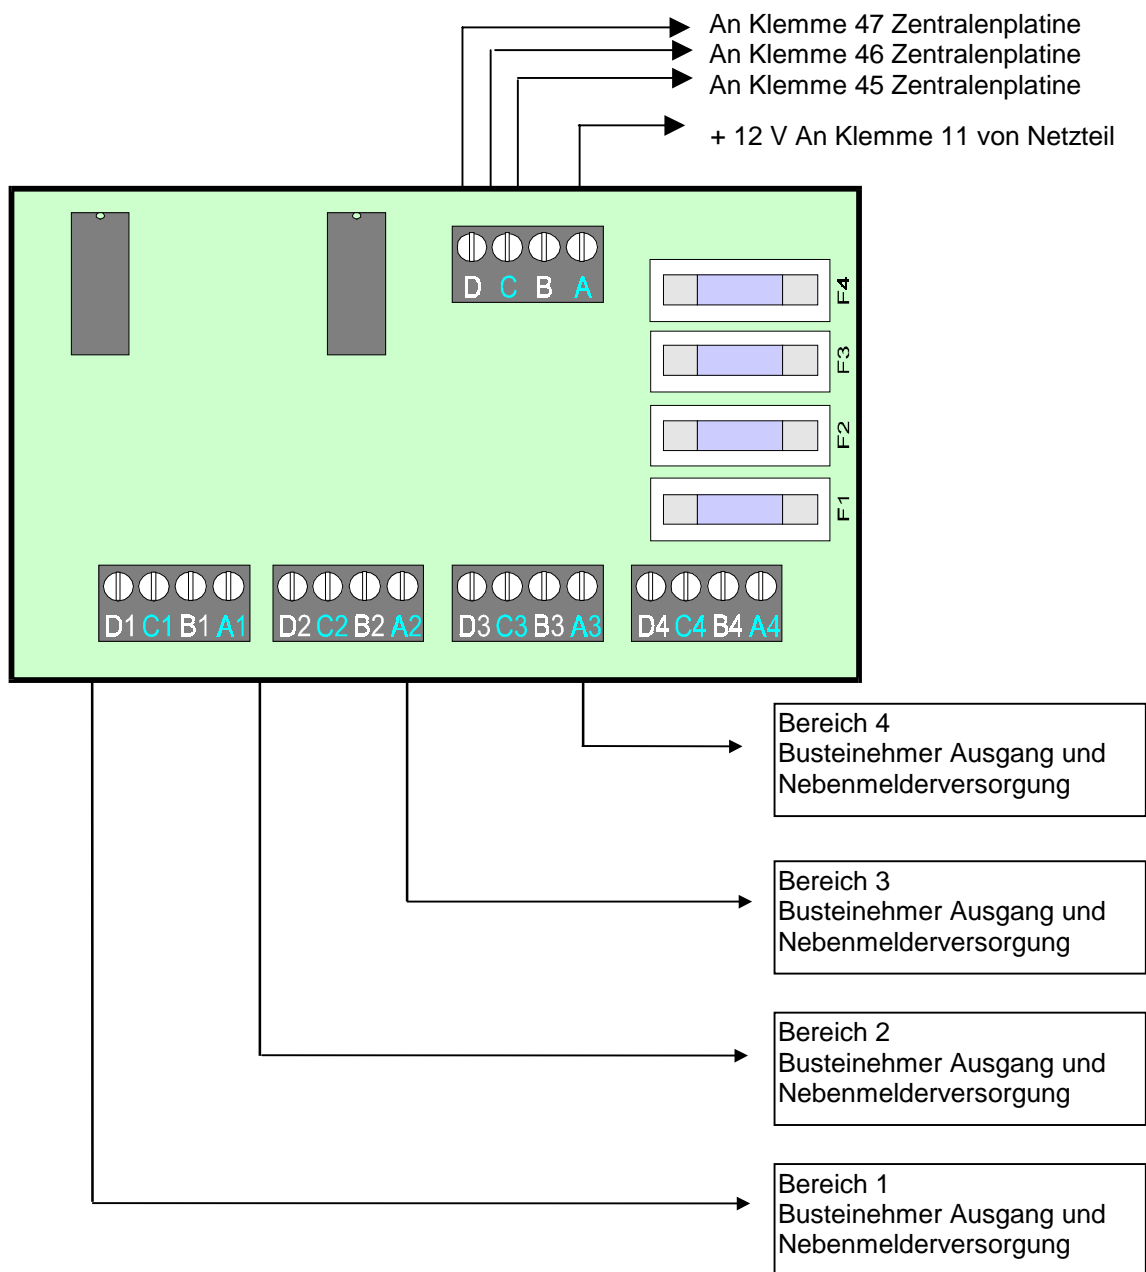 An Klemme 47 Zentralenplatine
An Klemme 46 Zentralenplatine
An Klemme 45 Zentralenplatine
+ 12 V An Klemme 11 von Netzteil
D C B A
F4
F3
F2
F1
D1 C1 B1 A1 D2 C2 B2 A2 D3 C3 B3 A3 D4 C4 B4 A4
Bereich 4
Busteinehmer Ausgang und
Nebenmelderversorgung
Bereich 3
Busteinehmer Ausgang und
Nebenmelderversorgung
Bereich 2
Busteinehmer Ausgang und
Nebenmelderversorgung
Bereich 1
Busteinehmer Ausgang und
Nebenmelderversorgung